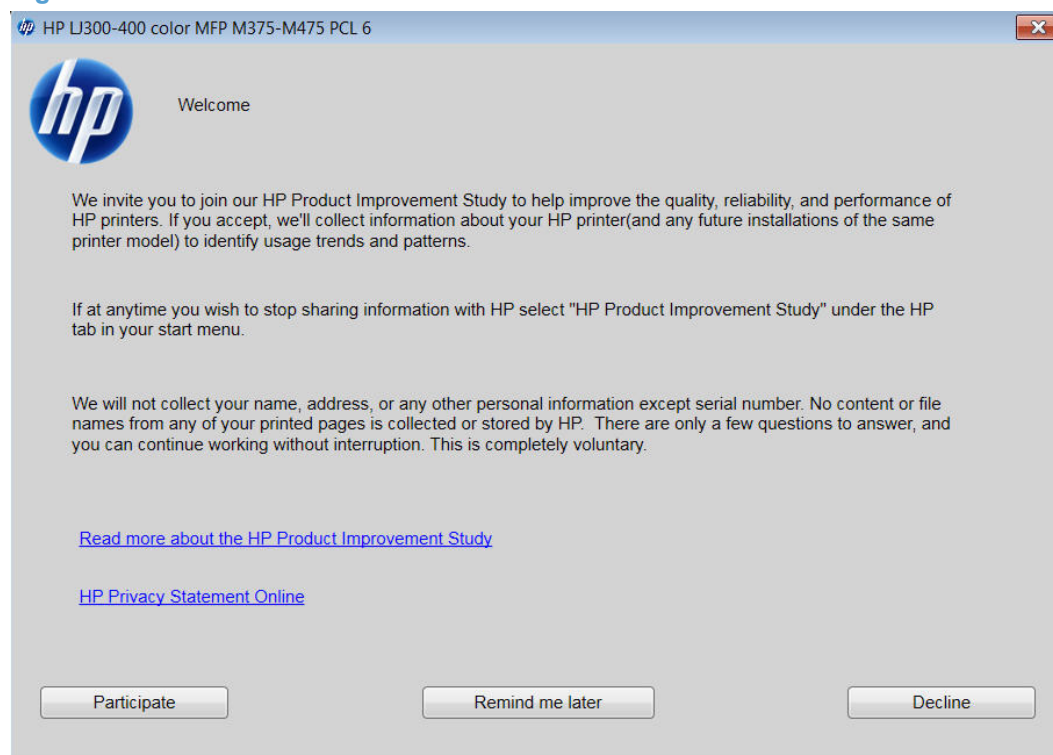 HP LJ300-400 color MFP M375-M475 PCL 6
hp
Welcome
We invite you to join our HP Product Improvement Study to help improve the quality, reliability, and performance of
HP printers. If you accept, we'll collect information about your HP printer(and any future installations of the same
printer model) to identify usage trends and patterns.
If at anytime you wish to stop sharing information with HP select "HP Product Improvement Study" under the HP
tab in your start menu.
We will not collect your name, address, or any other personal information except serial number. No content or file
names from any of your printed pages is collected or stored by HP.  There are only a few questions to answer, and
you can continue working without interruption. This is completely voluntary.
Read more about the HP Product Improvement Study
HP Privacy Statement Online
Participate
Remind me later
Decline